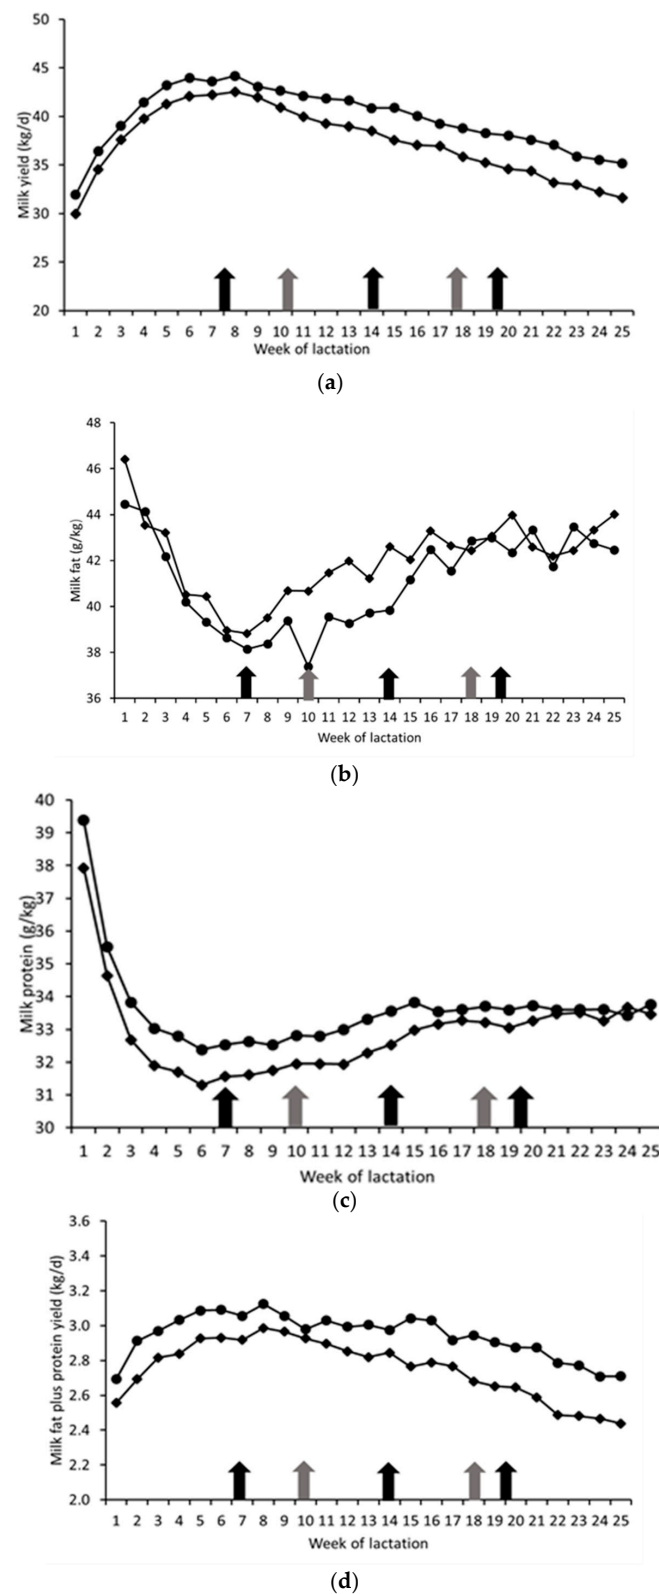 50
45
40
35
30
25
20
Milk yield (kg/d)
1 2 3 4 5 6 7 8 9 10 11 12 13 14 15 16 17 18 19 20 21 22 23 24 25
Week of lactation
(a)
48
46
44
42
40
38
36
Milk fat (g/kg)
1 2 3 4 5 6 7 8 9 10 11 12 13 14 15 16 17 18 19 20 21 22 23 24 25
Week of lactation
(b)
40
39
38
37
36
35
34
33
32
31
30
Milk protein (g/kg)
1 2 3 4 5 6 7 8 9 10 11 12 13 14 15 16 17 18 19 20 21 22 23 24 25
Week of lactation
(c)
3.6
3.4
3.2
3.0
2.8
2.6
2.4
2.2
2.0
Milk fat plus protein yield (kg/d)
1 2 3 4 5 6 7 8 9 10 11 12 13 14 15 16 17 18 19 20 21 22 23 24 25
Week of lactation
(d)